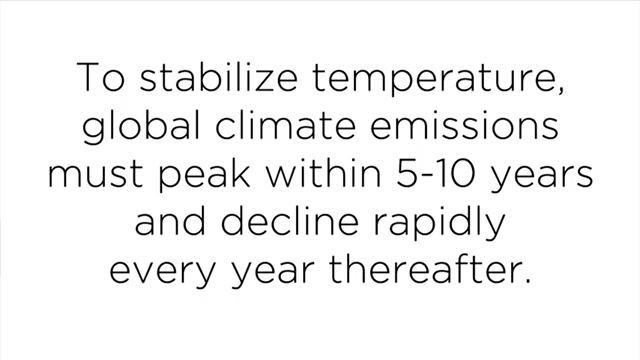 To stabilize temperature,
global climate emissions
must peak within 5-10 years
and decline rapidly
every year thereafter.